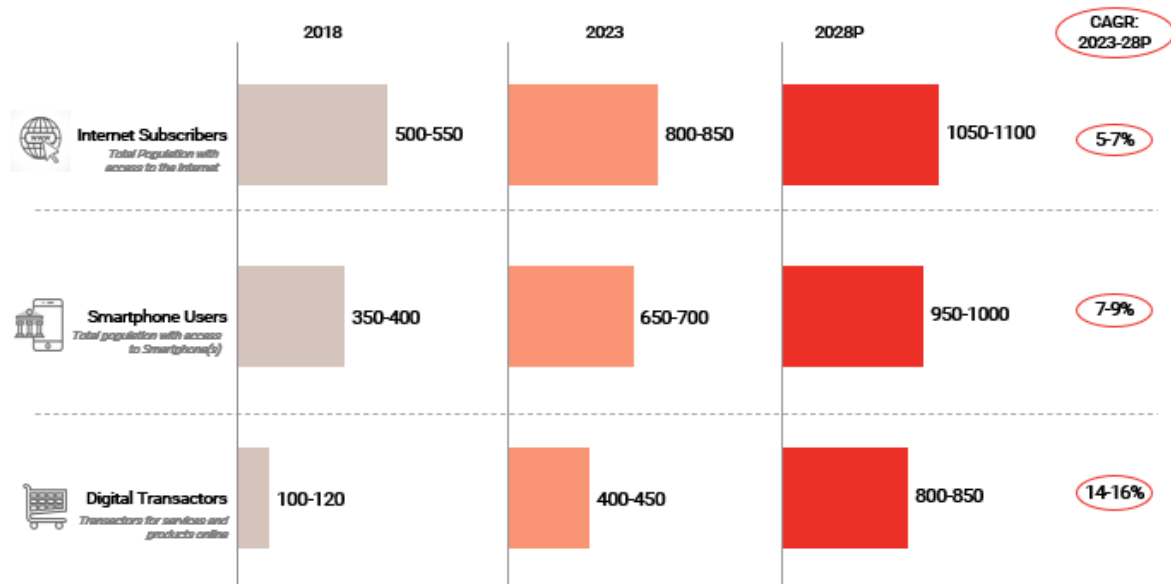 2018
2023
2028P
CAGR:
2023-28P
www
Internet Subscribers
Total Population with
access to the Internet
500-550
800-850
1050-1100
5-7%
Smartphone Users
Total population with access
to Smartphone(s)
350-400
650-700
950-1000
7-9%
Digital Transactors
Transactors for services and
products online
100-120
400-450
800-850
14-16%